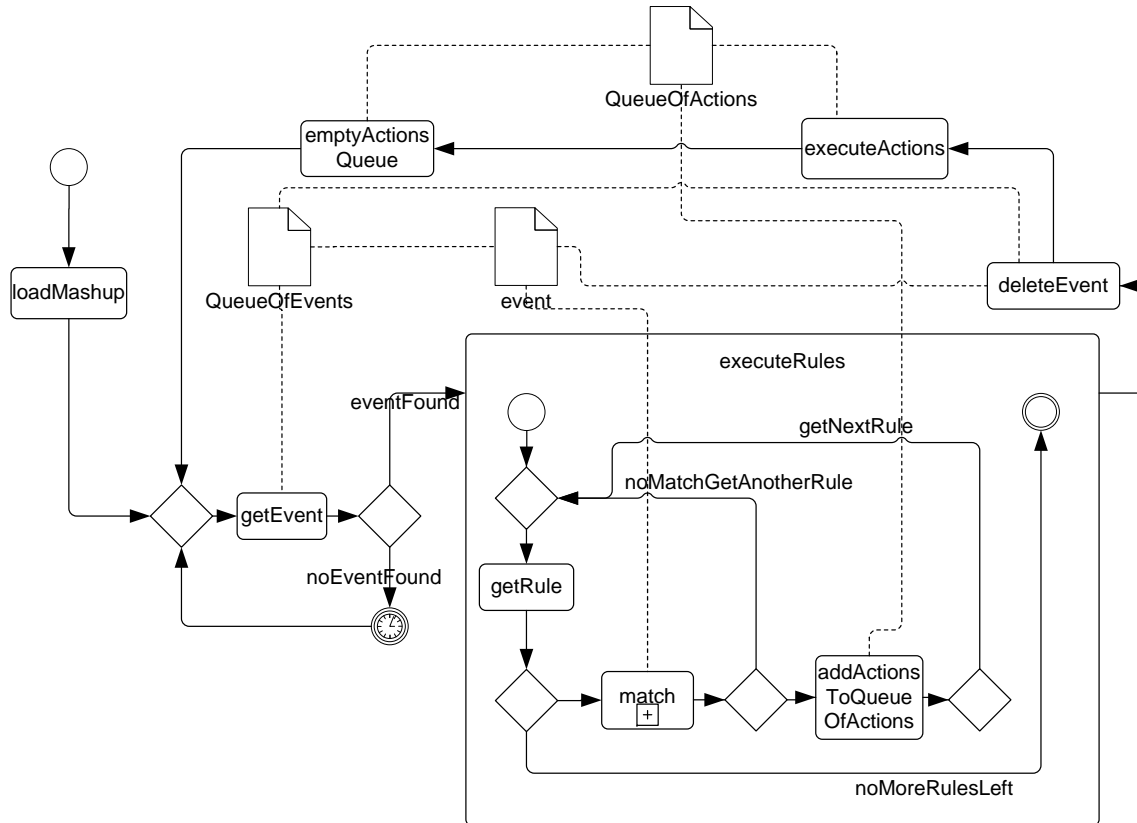 QueueOfActions
emptyActions
Queue
executeActions
loadMashup
QueueOfEvents
event
deleteEvent
executeRules
eventFound
getNextRule
noMatchGetAnotherRule
getEvent
noEventFound
getRule
match
+
addActions
ToQueue
OfActions
noMoreRulesLeft